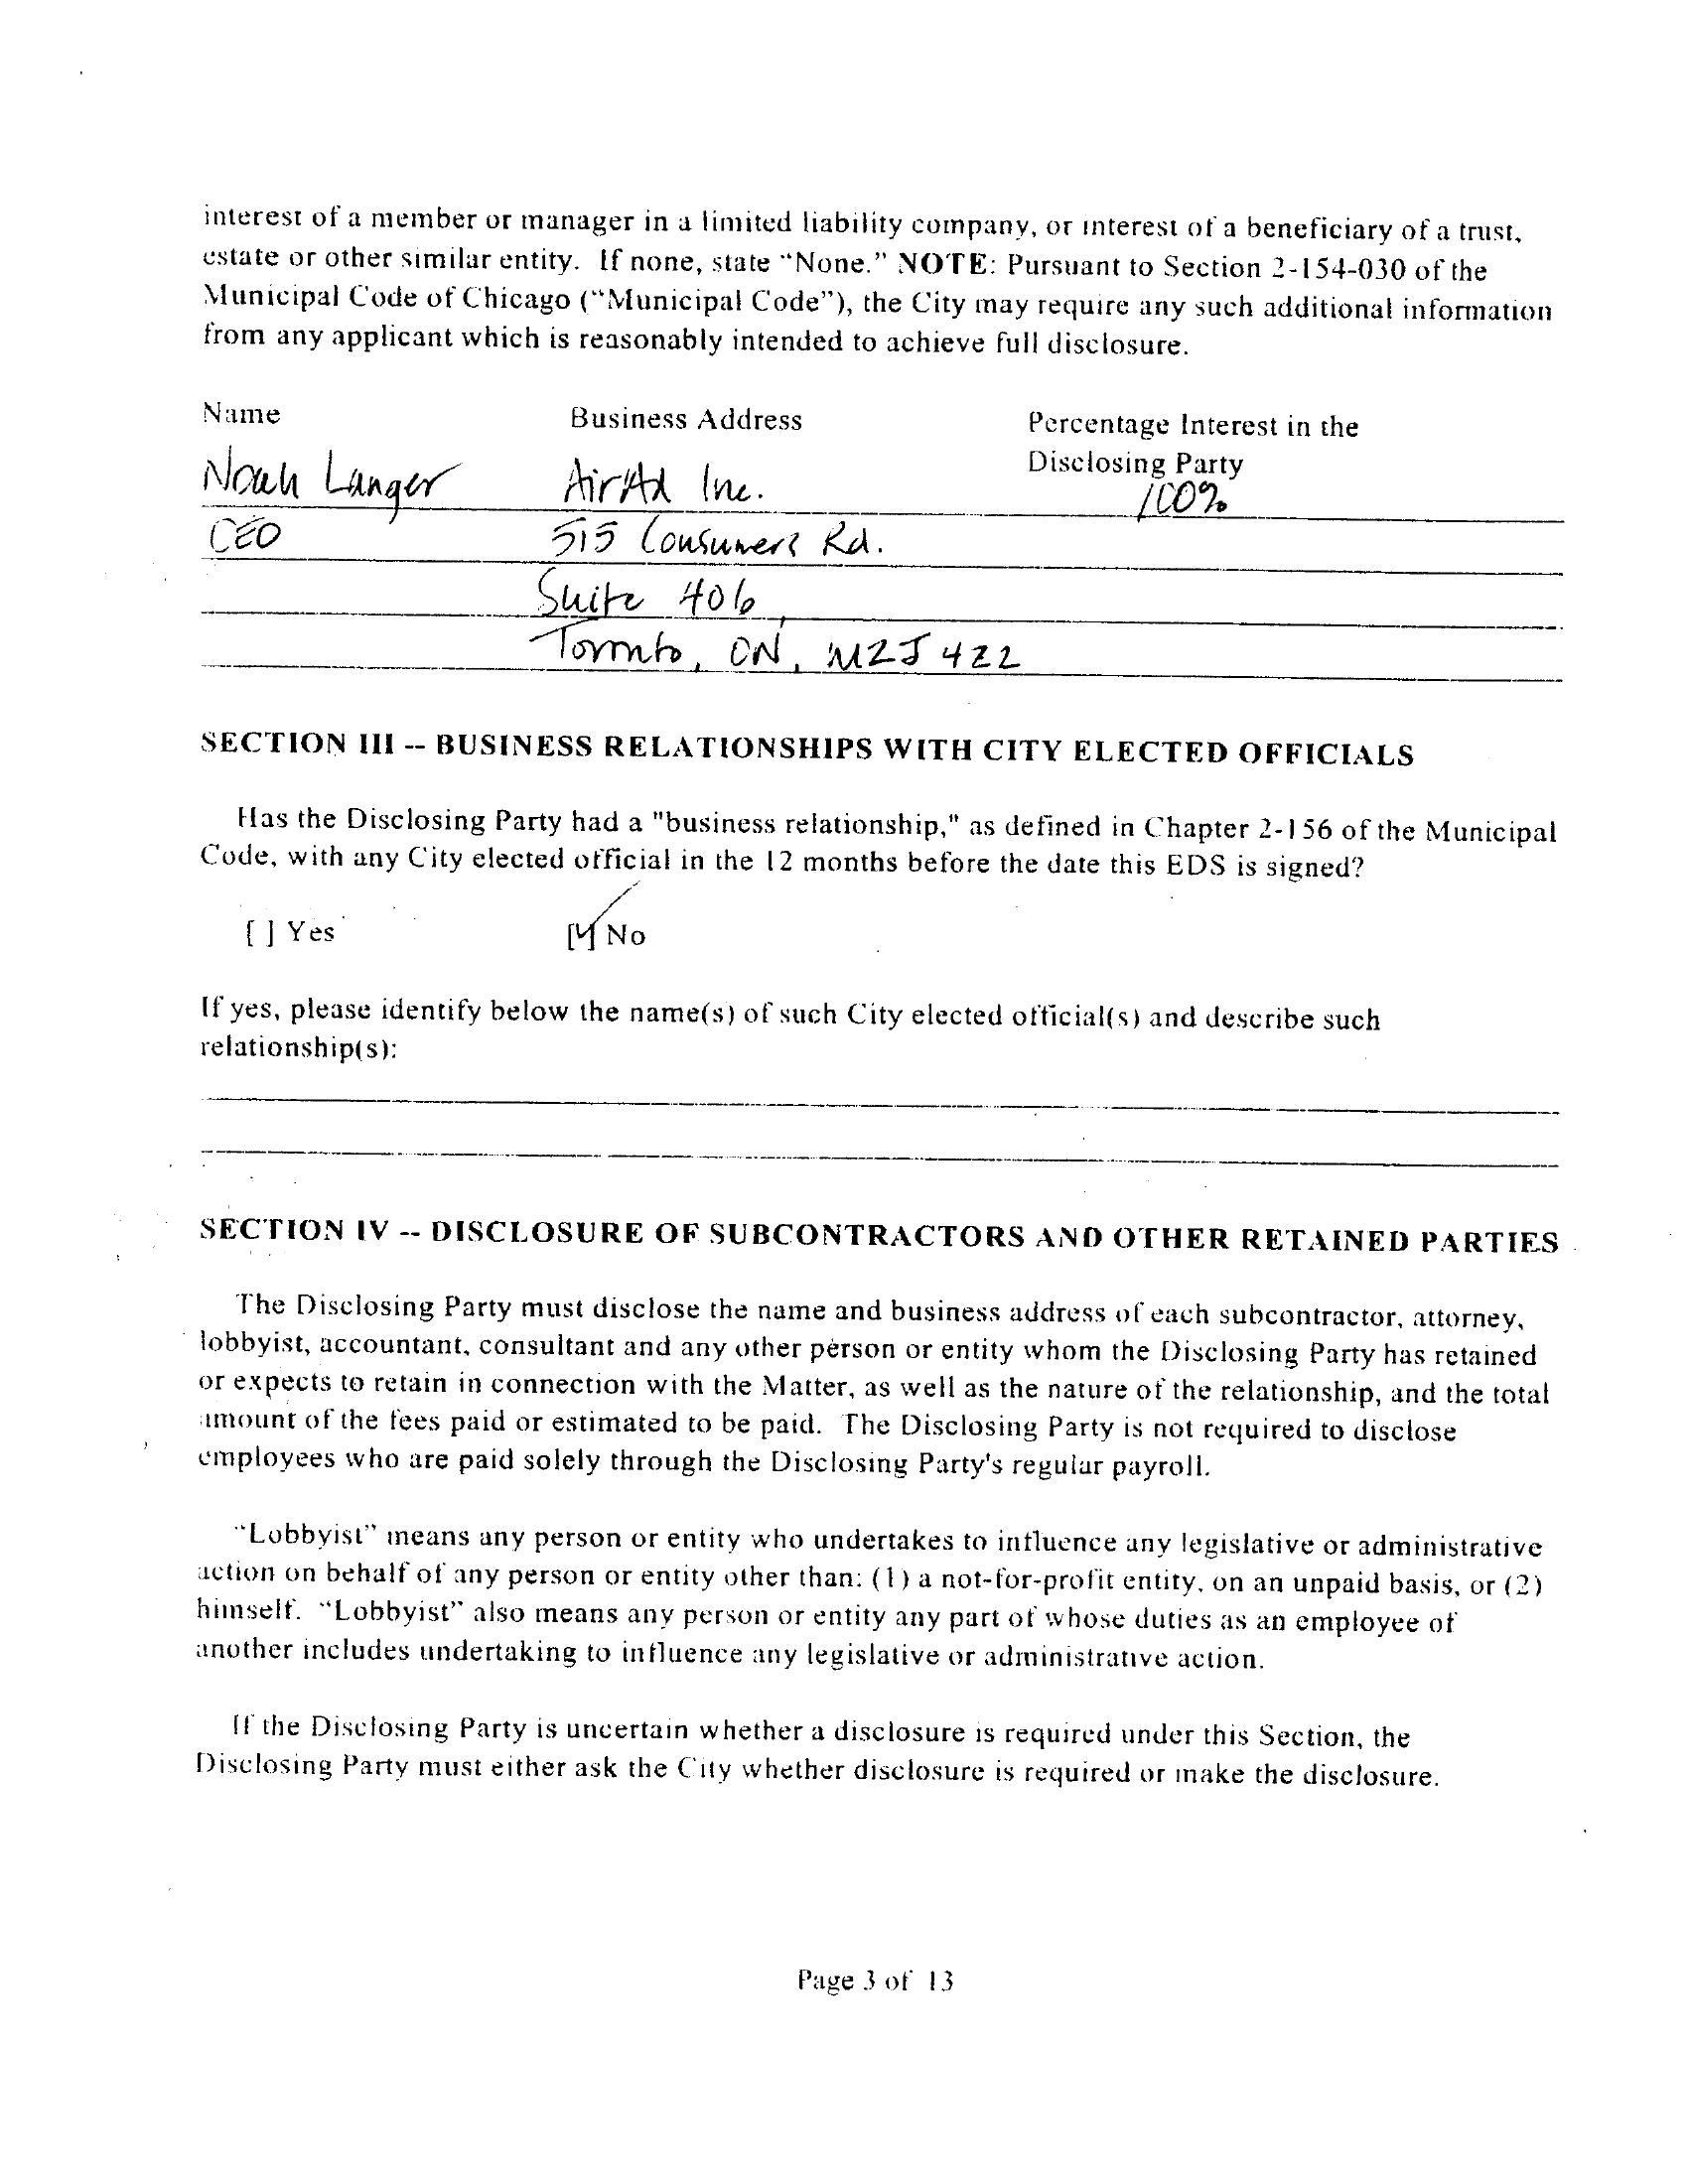 interest of a member or manager in a limited liability company, or interest of a beneficiary of a trust,
estate or other similar entity. If none, state “None.” NOTE: Pursuant to Section 2-154-030 of the
Municipal Code of Chicago (“Municipal Code”), the City may require any such additional information
from any applicant which is reasonably intended to achieve full disclosure.
Name Business Address Percentage Interest in the
Disclosing Party
Noah Langer AirAd Inc. 100%
CEO 515 Consumers Rd.
Suite 406,
Toronto, ON, M2J 4Z2
SECTION III -- BUSINESS RELATIONSHIPS WITH CITY ELECTED OFFICIALS
Has the Disclosing Party had a "business relationship," as defined in Chapter 2-156 of the Municipal
Code, with any City elected official in the 12 months before the date this EDS is signed?
[ ] Yes [✓] No
If yes, please identify below the name(s) of such City elected official(s) and describe such
relationship(s):
SECTION IV -- DISCLOSURE OF SUBCONTRACTORS AND OTHER RETAINED PARTIES
The Disclosing Party must disclose the name and business address of each subcontractor, attorney,
lobbyist, accountant, consultant and any other person or entity whom the Disclosing Party has retained
or expects to retain in connection with the Matter, as well as the nature of the relationship, and the total
amount of the fees paid or estimated to be paid. The Disclosing Party is not required to disclose
employees who are paid solely through the Disclosing Party's regular payroll.
“Lobbyist” means any person or entity who undertakes to influence any legislative or administrative
action on behalf of any person or entity other than: (1) a not-for-profit entity, on an unpaid basis, or (2)
himself. “Lobbyist” also means any person or entity any part of whose duties as an employee of
another includes undertaking to influence any legislative or administrative action.
If the Disclosing Party is uncertain whether a disclosure is required under this Section, the
Disclosing Party must either ask the City whether disclosure is required or make the disclosure.
Page 3 of 13